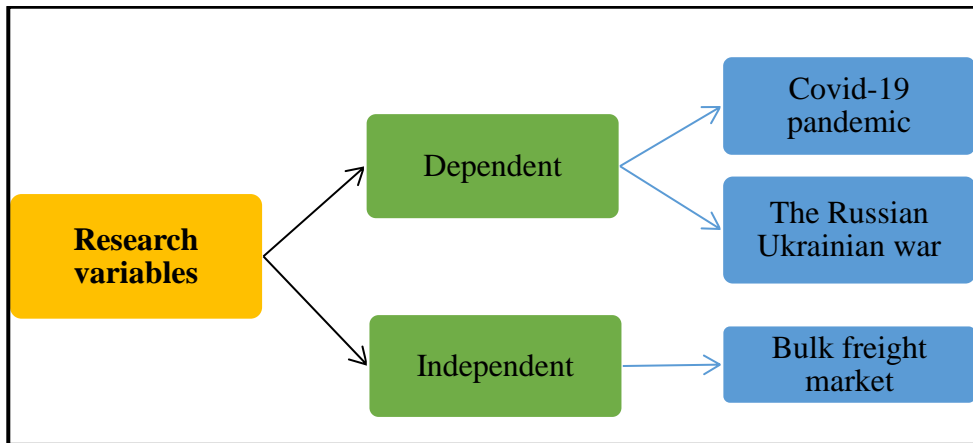 Research
variables
Dependent
Independent
Covid-19
pandemic
The Russian
Ukrainian war
Bulk freight
market